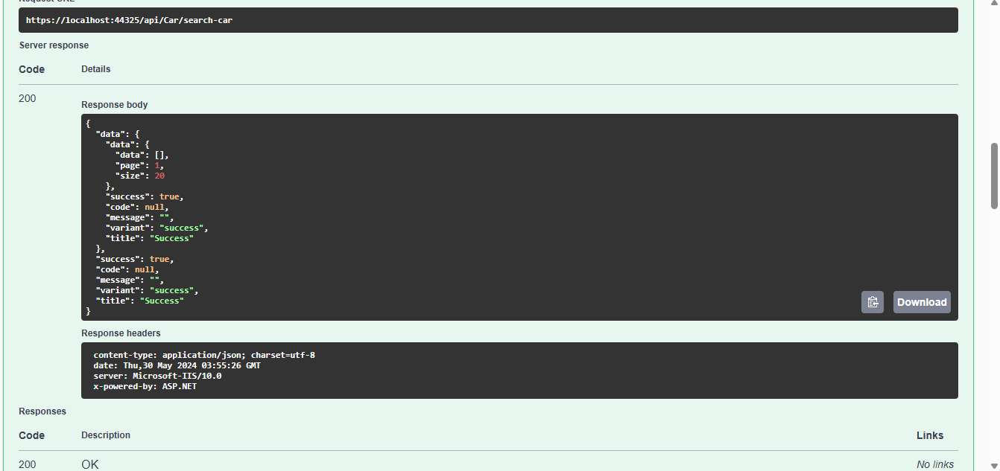 Request URL
https://localhost:44325/api/Car/search-car
Server response
Code Details
200
Response body
{
  "data": {
    "data": {
      "data": [],
      "page": 1,
      "size": 20
    },
    "success": true,
    "code": null,
    "message": "",
    "variant": "success",
    "title": "Success"
  },
  "success": true,
  "code": null,
  "message": "",
  "variant": "success",
  "title": "Success"
}
Download
Response headers
content-type: application/json; charset=utf-8
date: Thu,30 May 2024 03:55:26 GMT
server: Microsoft-IIS/10.0
x-powered-by: ASP.NET
Responses
Code Description Links
200 OK No links